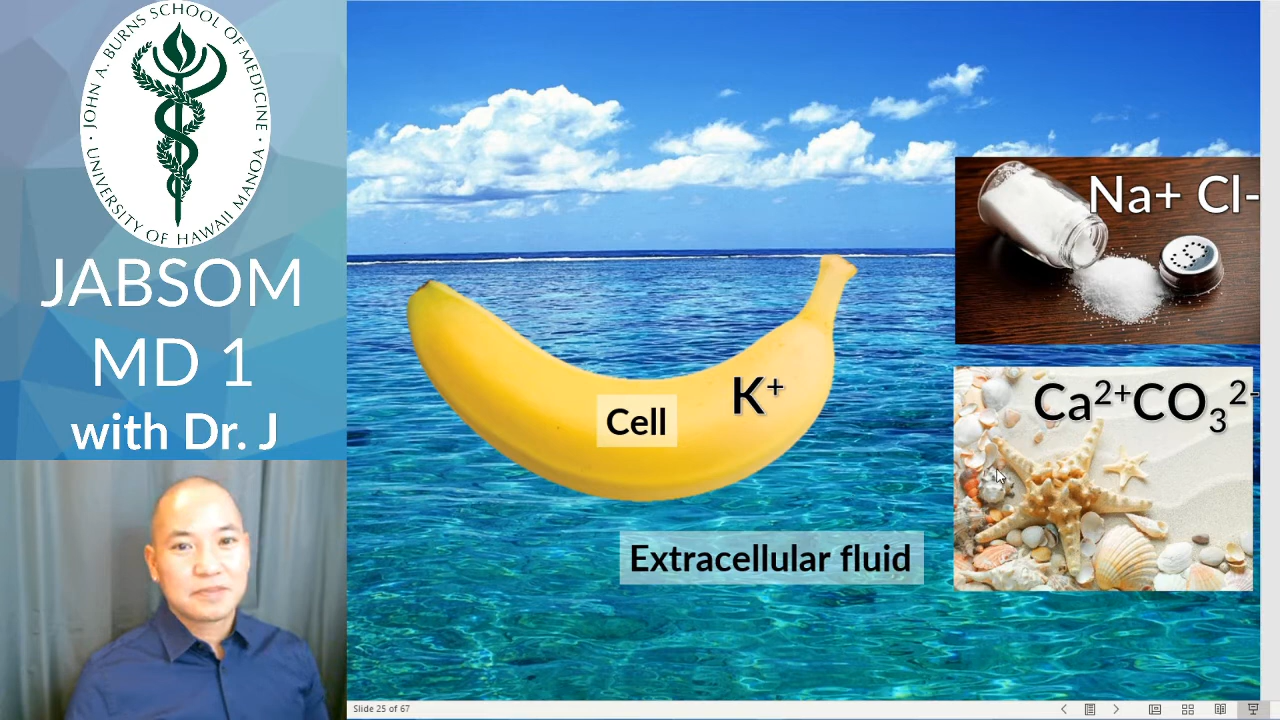 JOHN A. BURNS SCHOOL OF MEDICINE
· UNIVERSITY OF HAWAII MANOA ·
JABSOM
MD 1
with Dr. J
Na+ Cl-
Ca²⁺CO₃²⁻
K⁺
Cell
Extracellular fluid
Slide 25 of 67